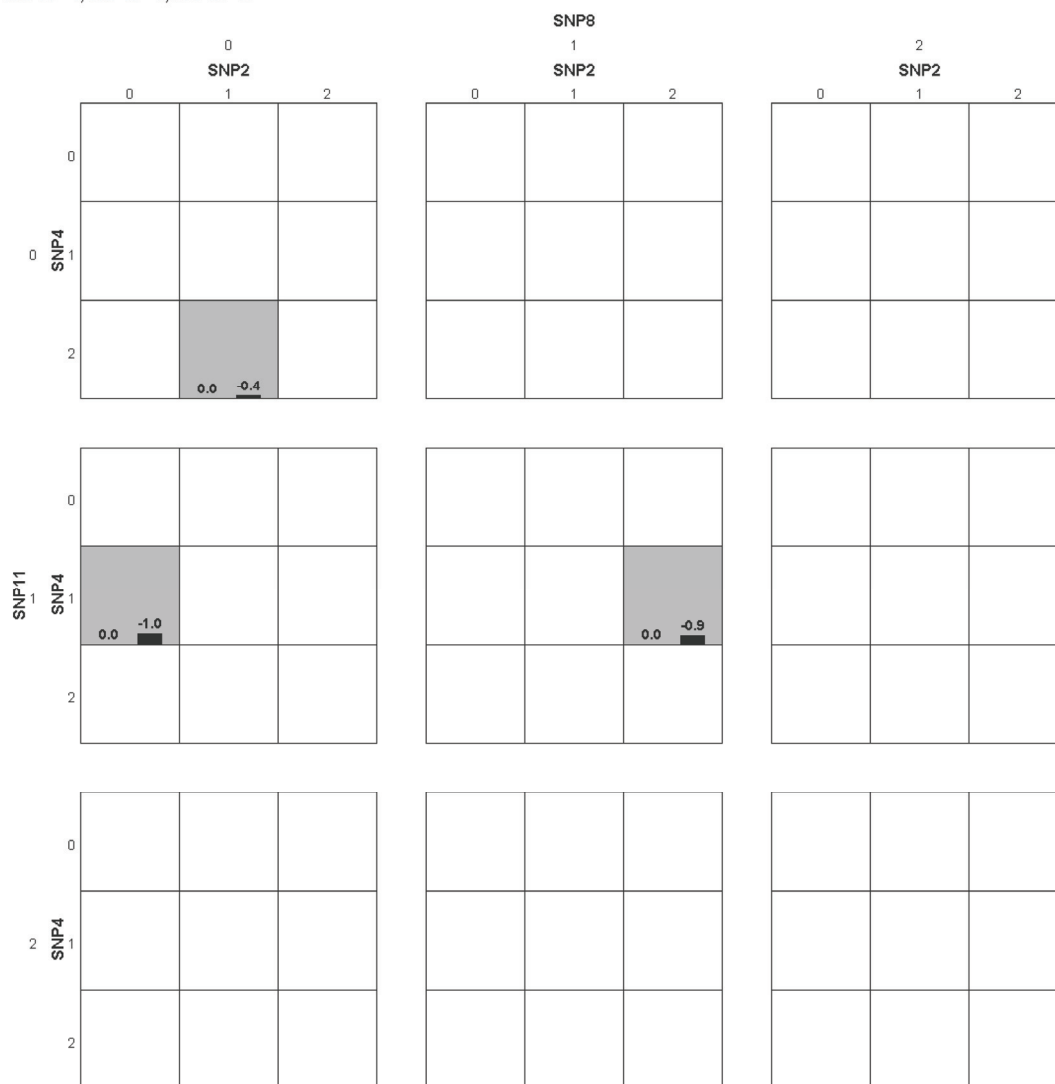 SNP8
0 1 2
SNP2 SNP2 SNP2
0 1 2 0 1 2 0 1 2
0
0 SNP4 1
2
0.0 -0.4
0
SNP11 1 SNP4 1
0.0 -1.0 0.0 -0.9
2
0
2 SNP4 1
2